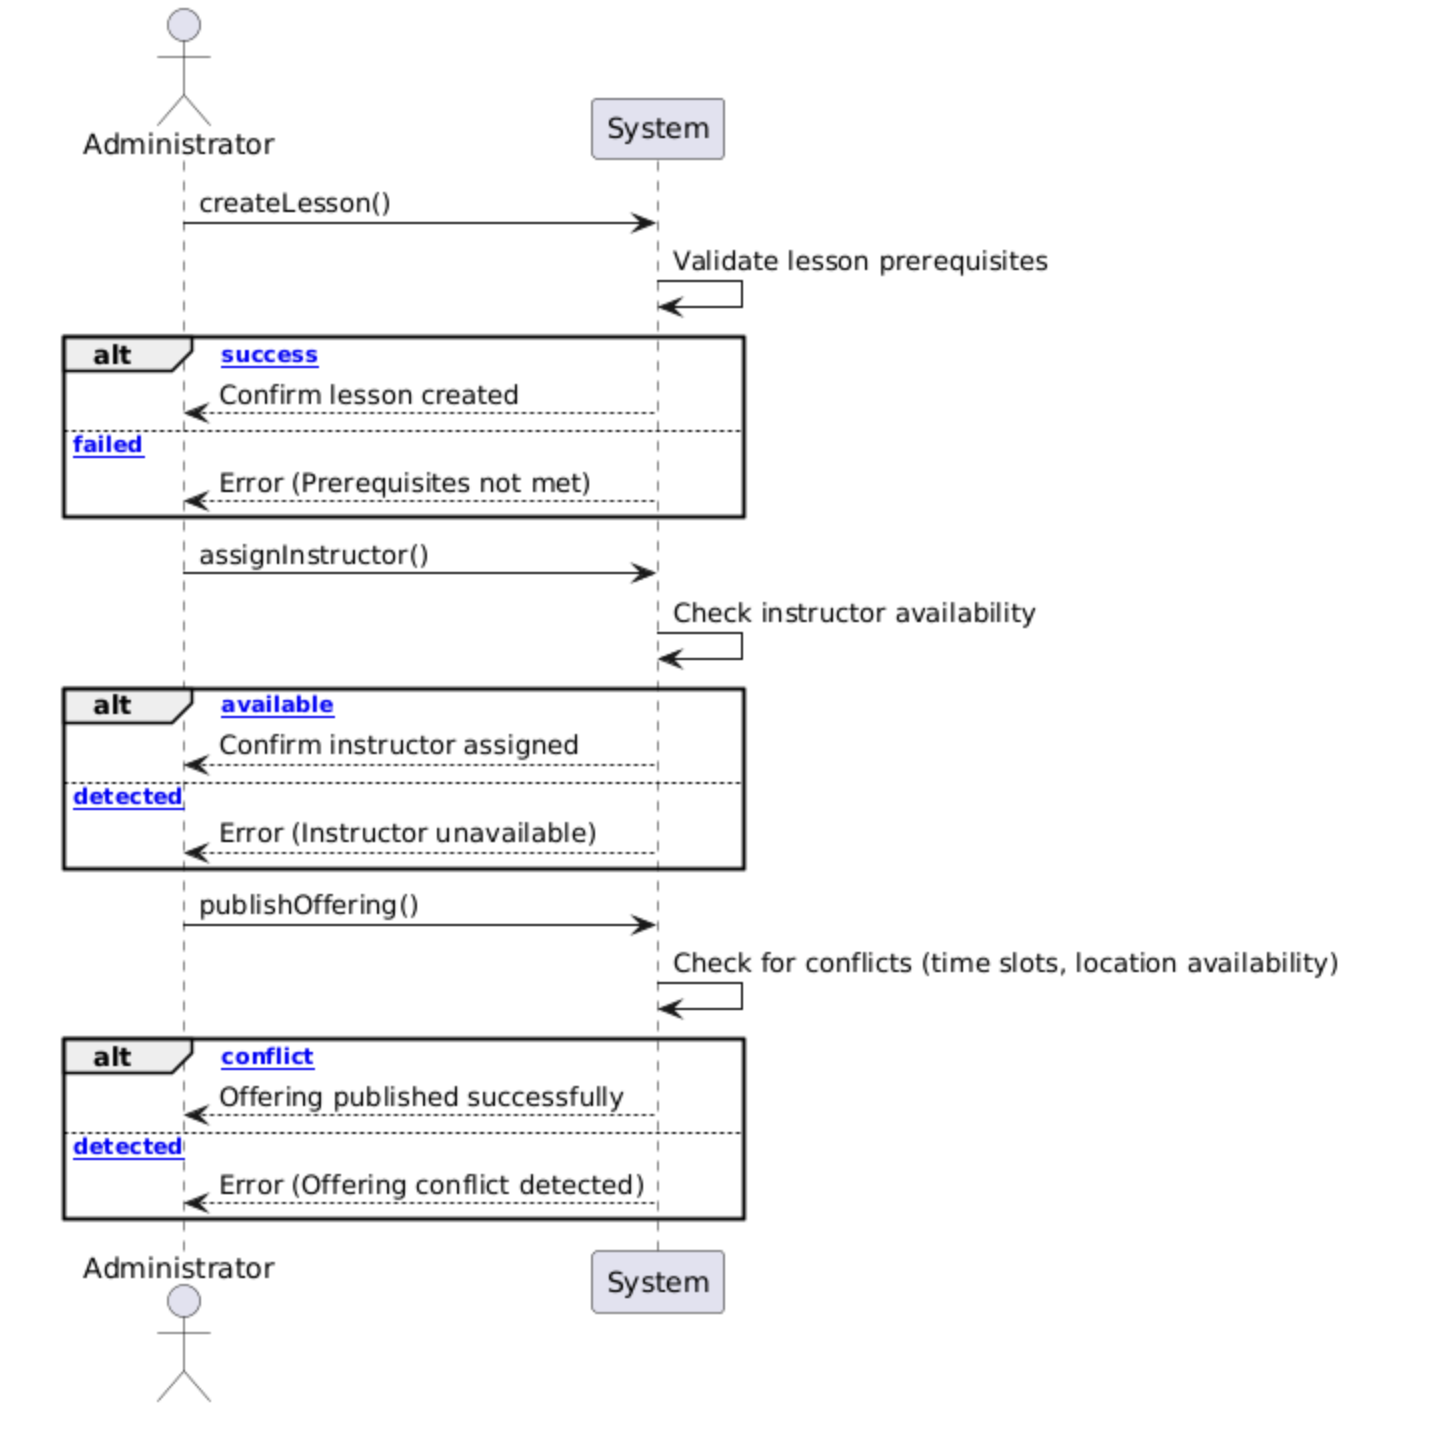 Administrator
System
createLesson()
Validate lesson prerequisites
alt success
Confirm lesson created
failed
Error (Prerequisites not met)
assignInstructor()
Check instructor availability
alt available
Confirm instructor assigned
detected
Error (Instructor unavailable)
publishOffering()
Check for conflicts (time slots, location availability)
alt conflict
Offering published successfully
detected
Error (Offering conflict detected)
Administrator
System